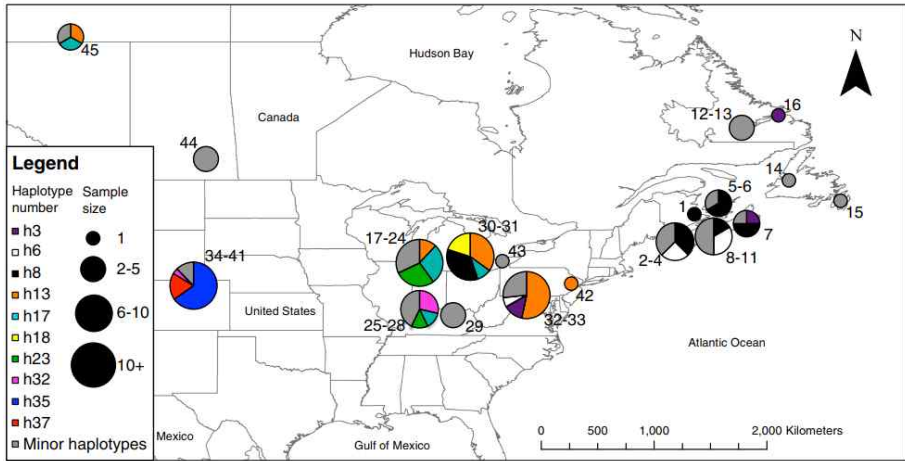 Hudson Bay
N
45
Canada
12-13
16
44
Legend
Haplotype number
Sample size
h3
h6
h8
h13
h17
h18
h23
h32
h35
h37
Minor haplotypes
1
2-5
6-10
10+
14
15
5-6
1
7
2-4
8-11
30-31
17-24
43
34-41
42
United States
25-28
29
32-33
Atlantic Ocean
Mexico
Gulf of Mexico
0 500 1,000 2,000 Kilometers